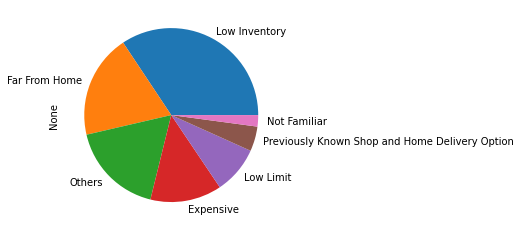 Low Inventory
Far From Home
None
Not Familiar
Previously Known Shop and Home Delivery Option
Low Limit
Others
Expensive